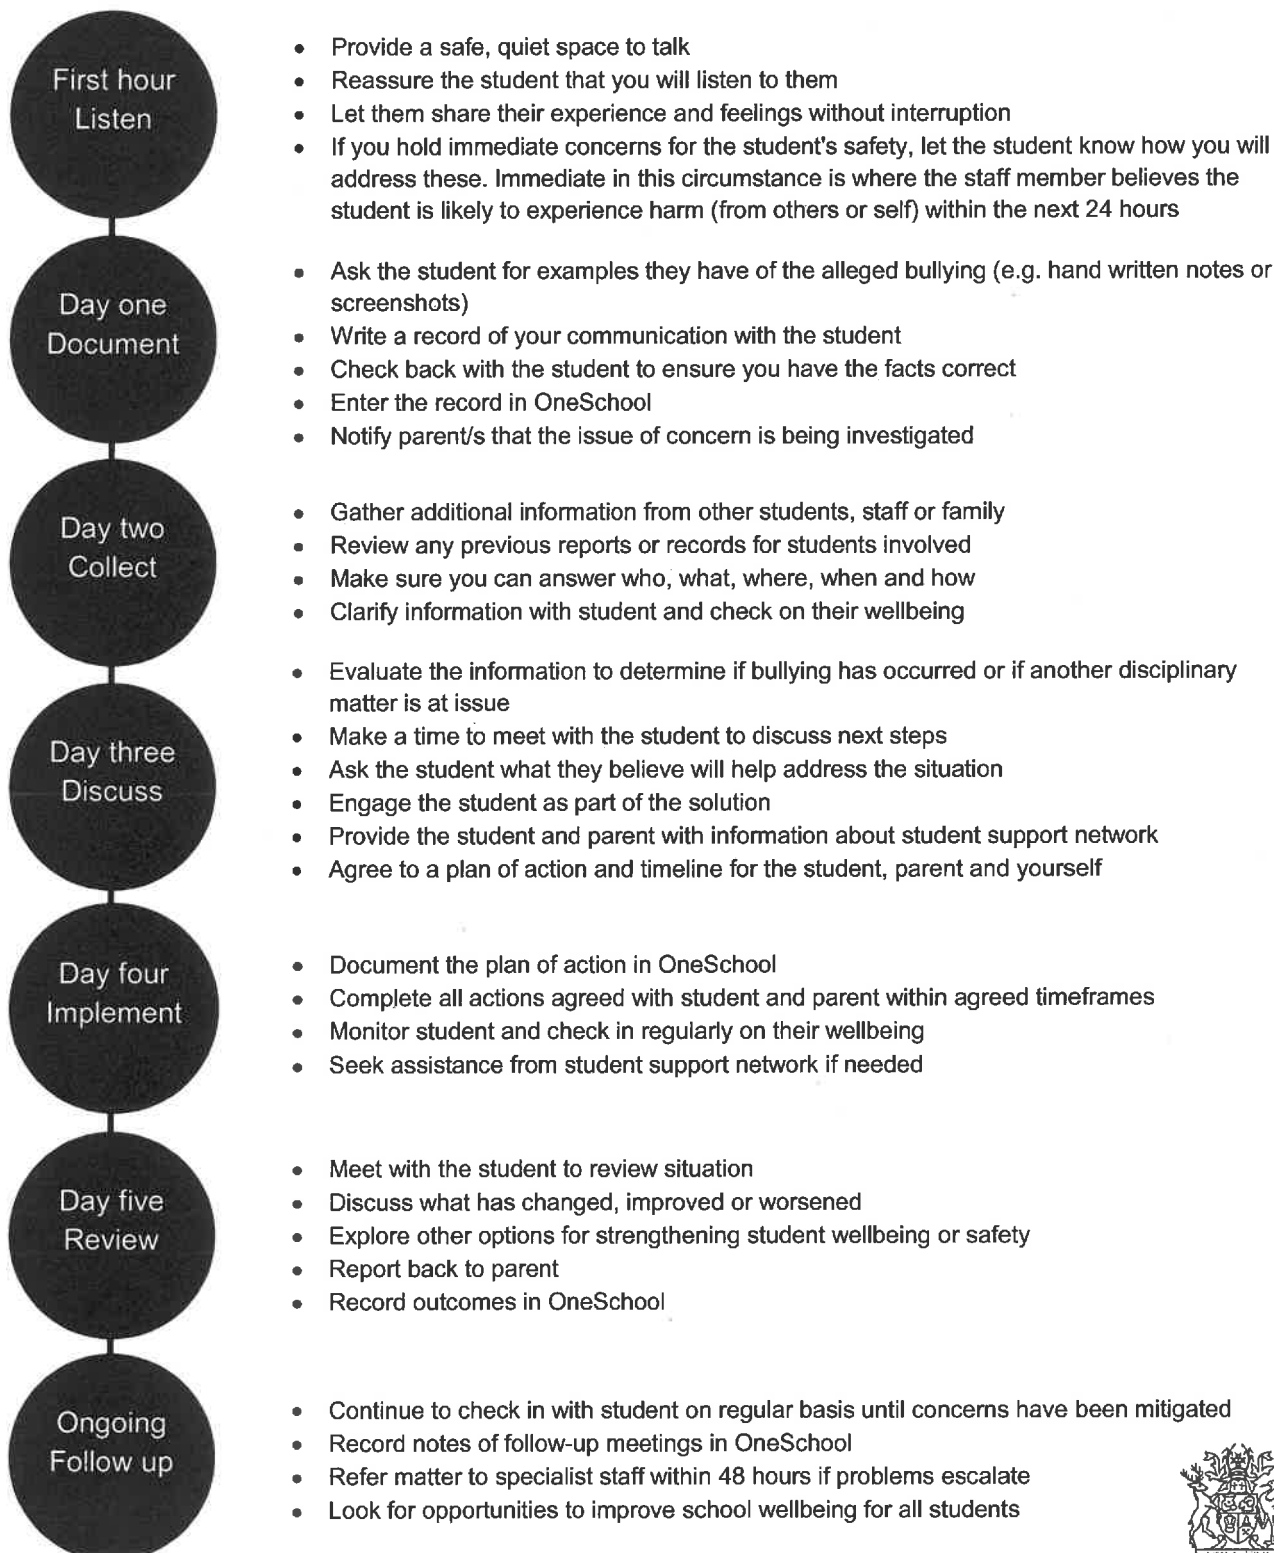 First hour
Listen
• Provide a safe, quiet space to talk
• Reassure the student that you will listen to them
• Let them share their experience and feelings without interruption
• If you hold immediate concerns for the student's safety, let the student know how you will
address these. Immediate in this circumstance is where the staff member believes the
student is likely to experience harm (from others or self) within the next 24 hours
Day one
Document
• Ask the student for examples they have of the alleged bullying (e.g. hand written notes or
screenshots)
• Write a record of your communication with the student
• Check back with the student to ensure you have the facts correct
• Enter the record in OneSchool
• Notify parent/s that the issue of concern is being investigated
Day two
Collect
• Gather additional information from other students, staff or family
• Review any previous reports or records for students involved
• Make sure you can answer who, what, where, when and how
• Clarify information with student and check on their wellbeing
Day three
Discuss
• Evaluate the information to determine if bullying has occurred or if another disciplinary
matter is at issue
• Make a time to meet with the student to discuss next steps
• Ask the student what they believe will help address the situation
• Engage the student as part of the solution
• Provide the student and parent with information about student support network
• Agree to a plan of action and timeline for the student, parent and yourself
Day four
Implement
• Document the plan of action in OneSchool
• Complete all actions agreed with student and parent within agreed timeframes
• Monitor student and check in regularly on their wellbeing
• Seek assistance from student support network if needed
Day five
Review
• Meet with the student to review situation
• Discuss what has changed, improved or worsened
• Explore other options for strengthening student wellbeing or safety
• Report back to parent
• Record outcomes in OneSchool
Ongoing
Follow up
• Continue to check in with student on regular basis until concerns have been mitigated
• Record notes of follow-up meetings in OneSchool
• Refer matter to specialist staff within 48 hours if problems escalate
• Look for opportunities to improve school wellbeing for all students